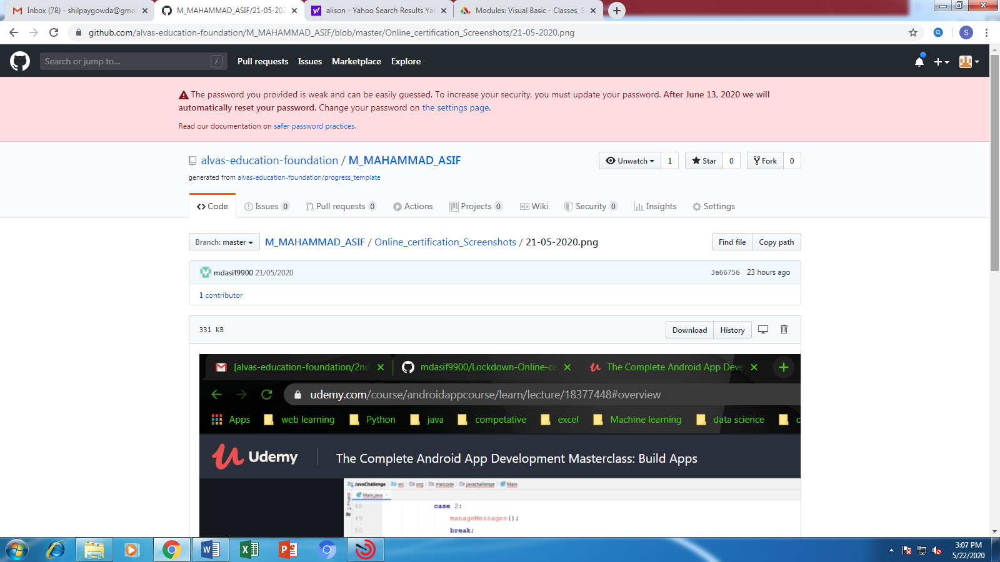 Inbox (78) - shilpaygowda@gma
M_MAHAMMAD_ASIF/21-05-202
alison - Yahoo Search Results Ya
Modules: Visual Basic - Classes, S
github.com/alvas-education-foundation/M_MAHAMMAD_ASIF/blob/master/Online_certification_Screenshots/21-05-2020.png
S
Search or jump to... /
Pull requests Issues Marketplace Explore
The password you provided is weak and can be easily guessed. To increase your security, you must update your password. After June 13, 2020 we will
automatically reset your password. Change your password on the settings page.
Read our documentation on safer password practices.
alvas-education-foundation / M_MAHAMMAD_ASIF
Unwatch 1 Star 0 Fork 0
generated from alvas-education-foundation/progress_template
Code Issues 0 Pull requests 0 Actions Projects 0 Wiki Security 0 Insights Settings
Branch: master M_MAHAMMAD_ASIF / Online_certification_Screenshots / 21-05-2020.png Find file Copy path
mdasif9900 21/05/2020 3a66756 23 hours ago
1 contributor
331 KB Download History
[alvas-education-foundation/2nd mdasif9900/Lockdown-Online-ce The Complete Android App Deve
udemy.com/course/androidappcourse/learn/lecture/18377448#overview
Apps web learning Python java competative excel Machine learning data science c
Udemy The Complete Android App Development Masterclass: Build Apps
JavaChallenge src org meicode javachallenge Main
Main.java
1: Project
48 case 2:
49 manageMessages();
50 break;
3:07 PM
5/22/2020